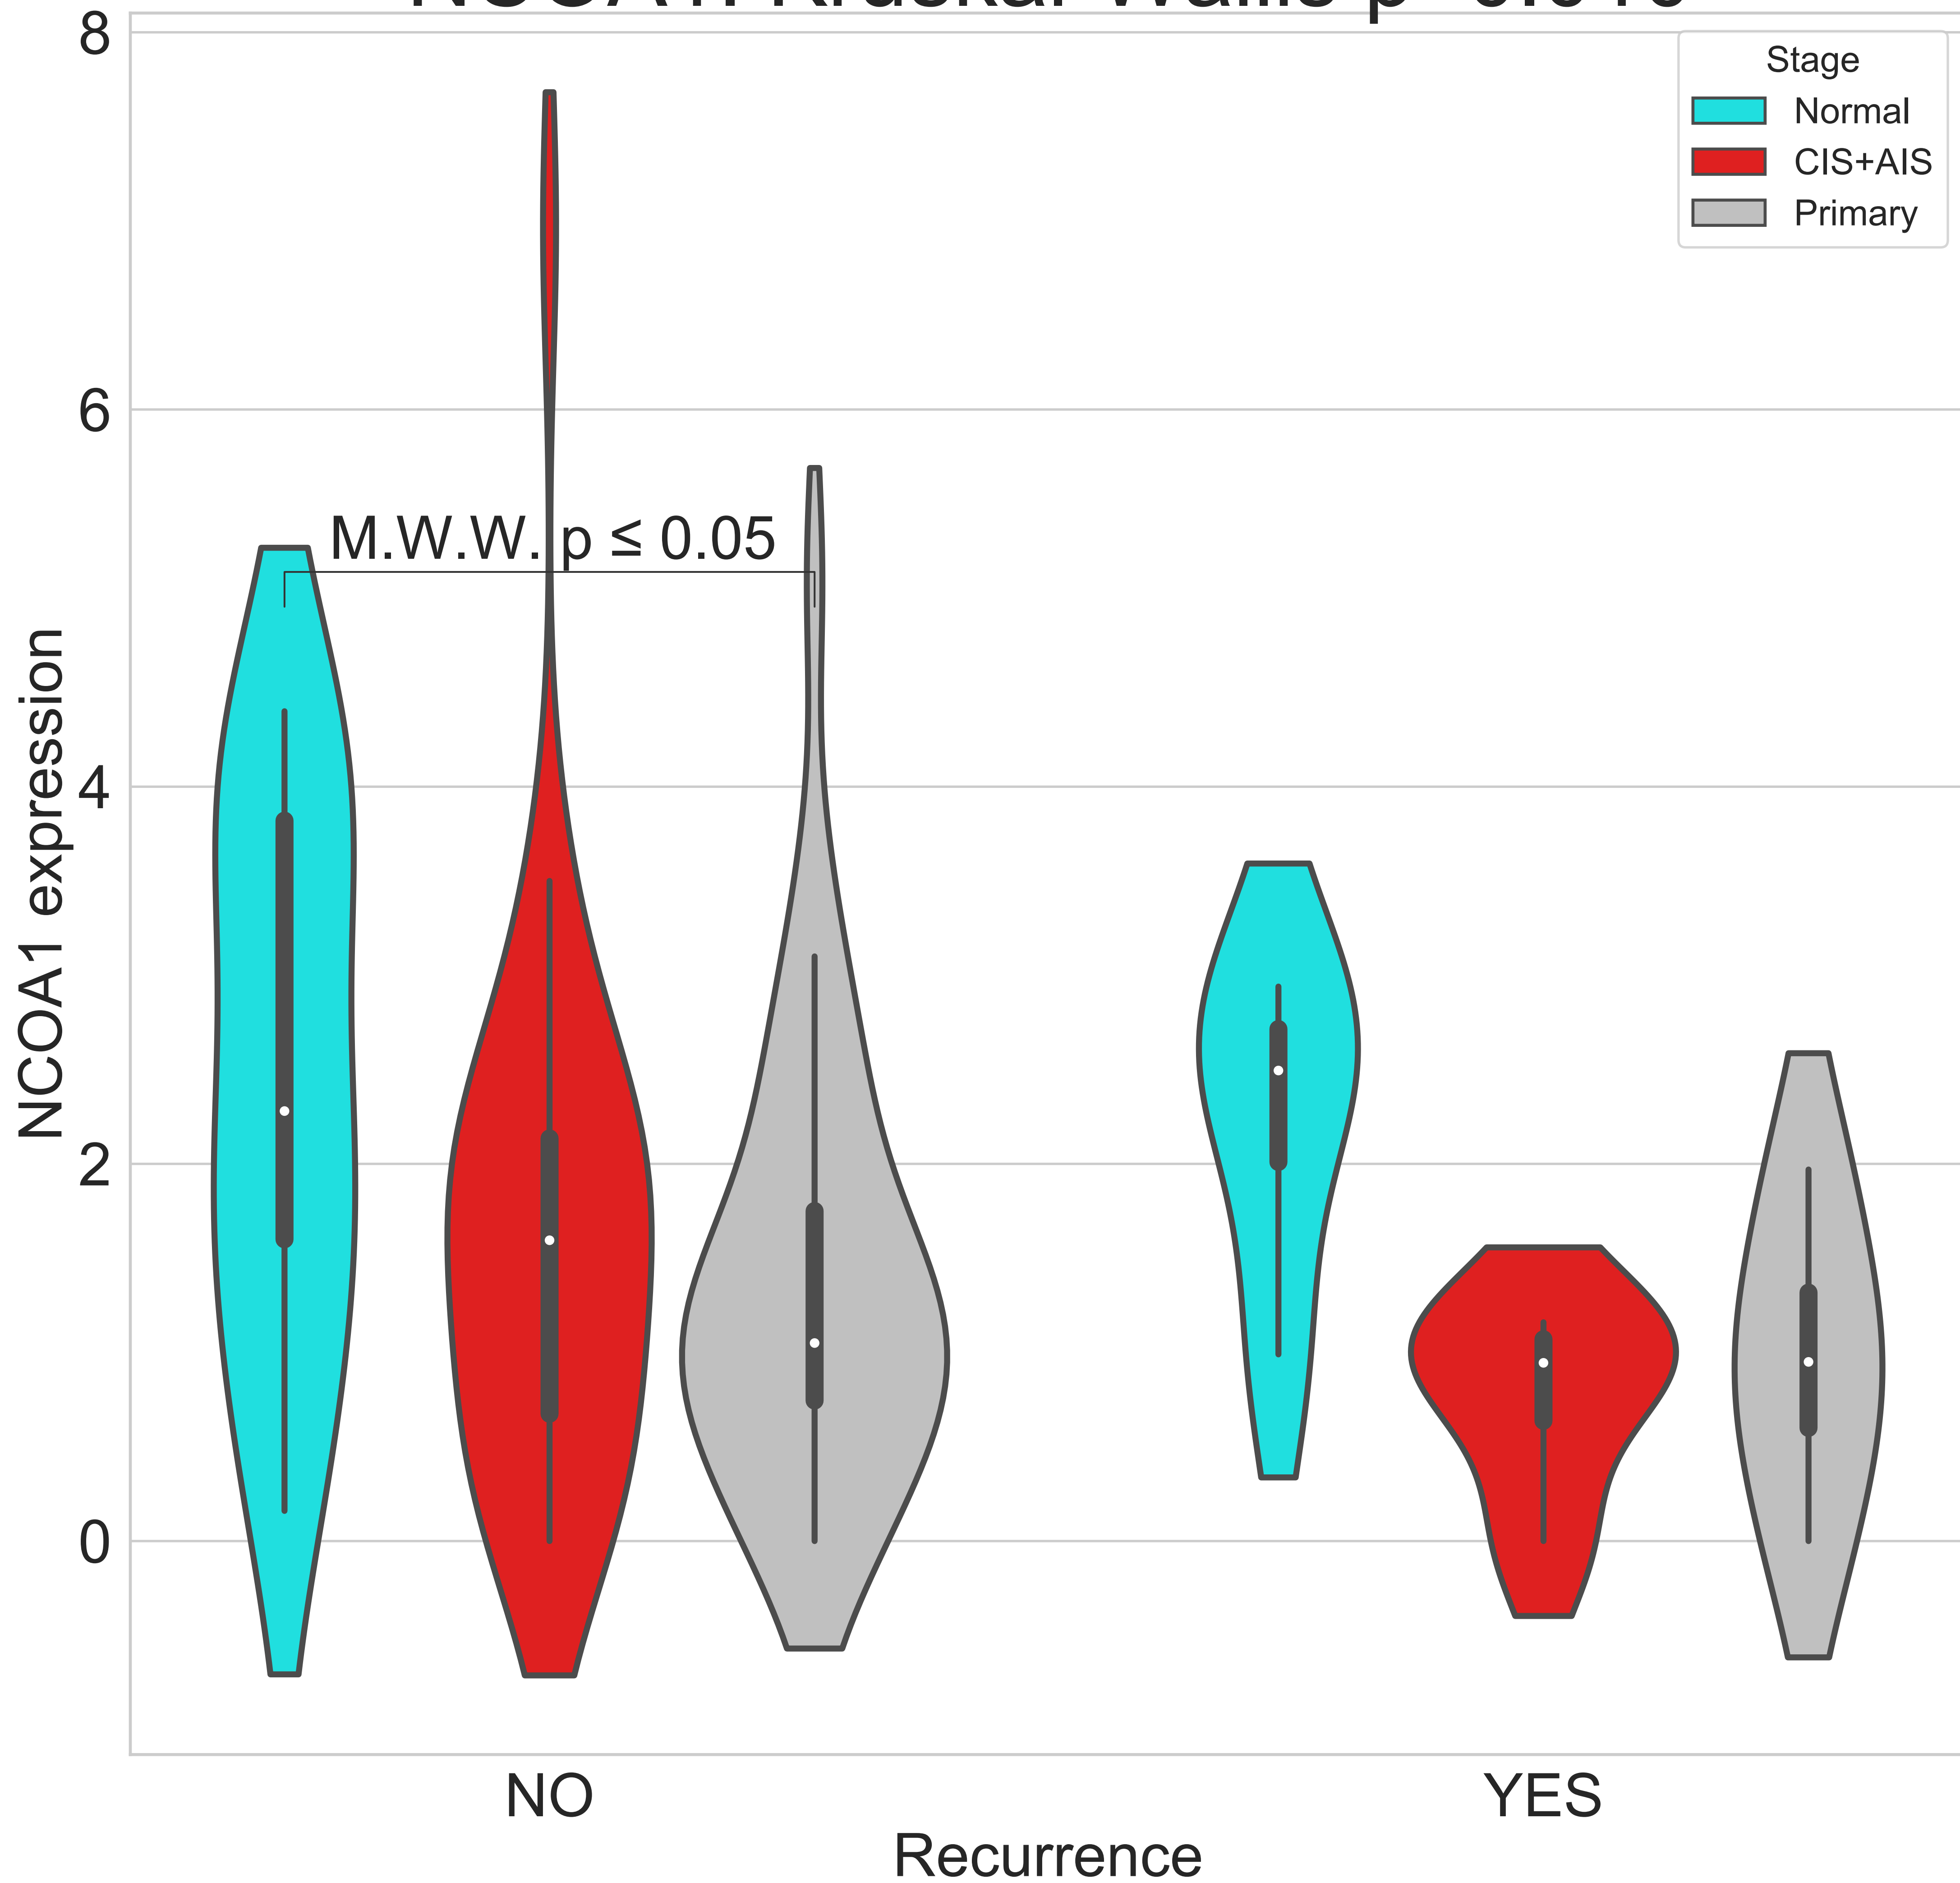 8
6
4
2
0
NCOA1 expression
Stage
Normal
CIS+AIS
Primary
M.W.W. p ≤ 0.05
NO
YES
Recurrence